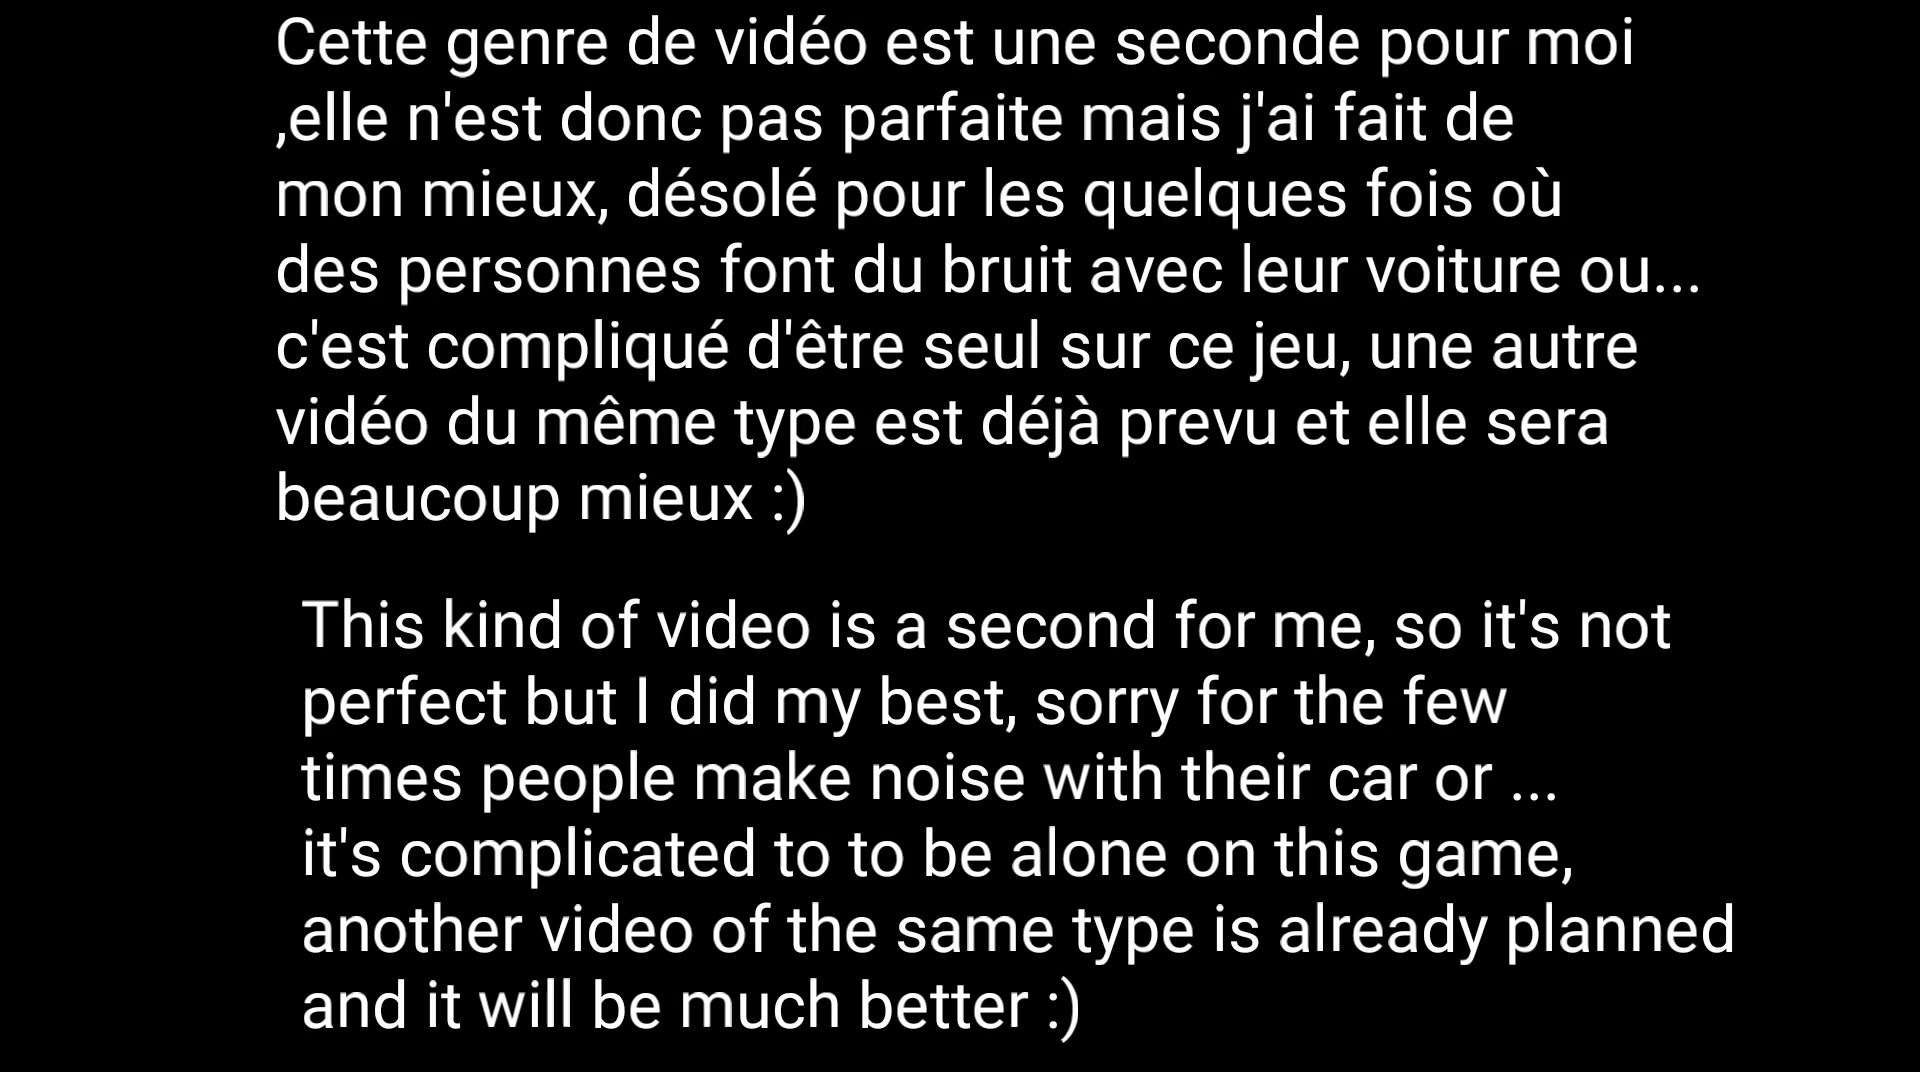 Cette genre de vidéo est une seconde pour moi
,elle n'est donc pas parfaite mais j'ai fait de
mon mieux, désolé pour les quelques fois où
des personnes font du bruit avec leur voiture ou...
c'est compliqué d'être seul sur ce jeu, une autre
vidéo du même type est déjà prevu et elle sera
beaucoup mieux :)
This kind of video is a second for me, so it's not
perfect but I did my best, sorry for the few
times people make noise with their car or ...
it's complicated to to be alone on this game,
another video of the same type is already planned
and it will be much better :)